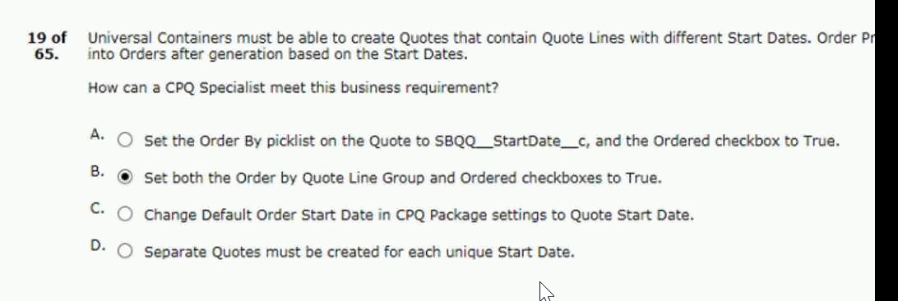 19 of Universal Containers must be able to create Quotes that contain Quote Lines with different Start Dates. Order
65. into Orders after generation based on the Start Dates.
How can a CPQ Specialist meet this business requirement?
A. Set the Order By picklist on the Quote to SBQQ__StartDate__c, and the Ordered checkbox to True.
B. Set both the Order by Quote Line Group and Ordered checkboxes to True.
C. Change Default Order Start Date in CPQ Package settings to Quote Start Date.
D. Separate Quotes must be created for each unique Start Date.